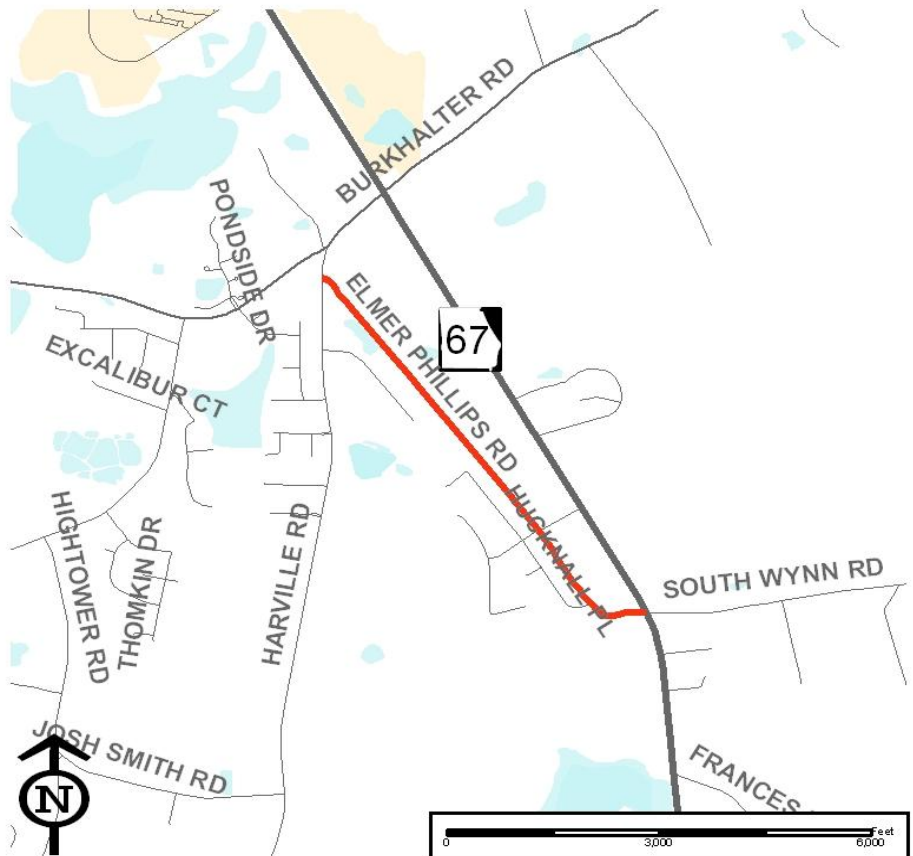 BURKHALTER RD
PONDSIDE DR
ELMER PHILLIPS RD
67
EXCALIBUR CT
HUCKNALL PL
HIGHTOWER RD
THOMKIN DR
HARVILLE RD
SOUTH WYNN RD
JOSH SMITH RD
FRANCES
N
Feet
0
3,000
6,000